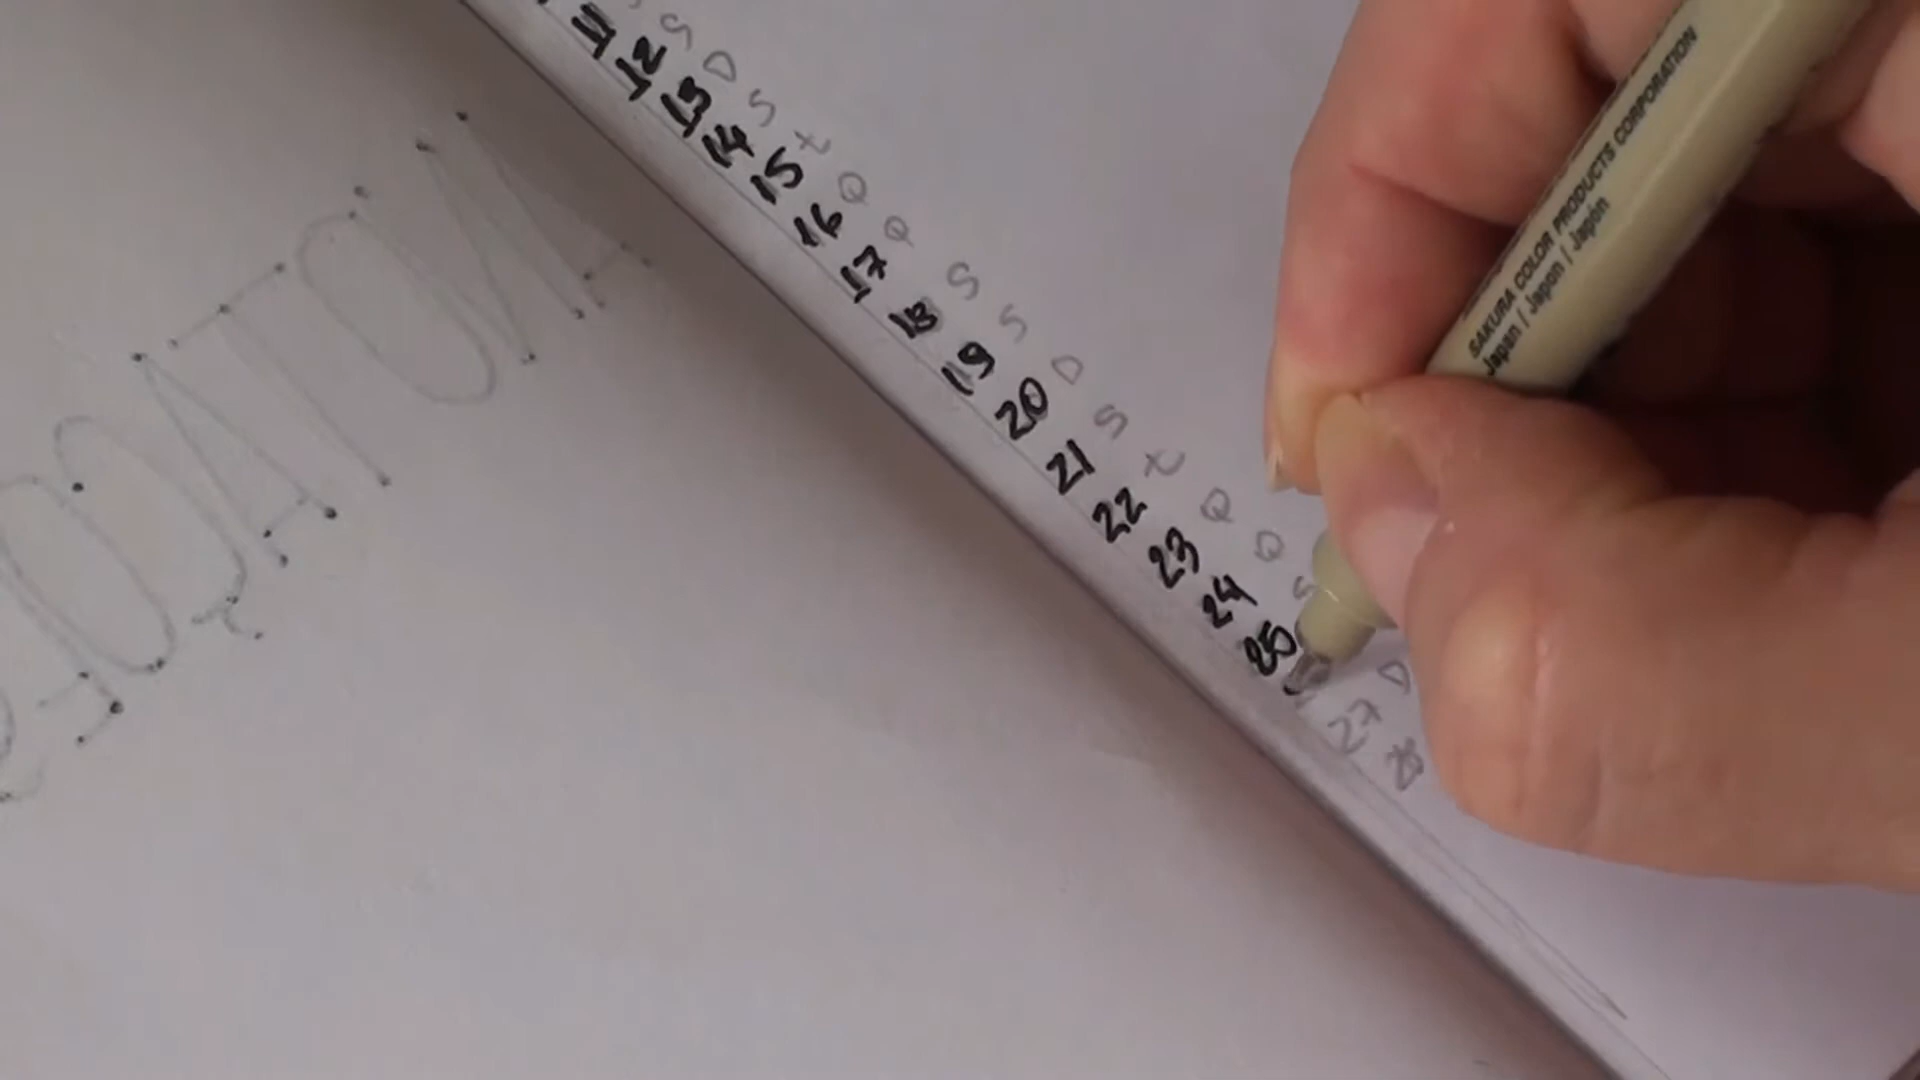 11
12 S
13 D
14 S
15 t
16 Q
17 Q
18 S
19 S
20 D
21 S
22 t
23 Q
24 Q
25 S
27 D
28
SAKURA COLOR PRODUCTS CORPORATION
Japan / Japon / Japón